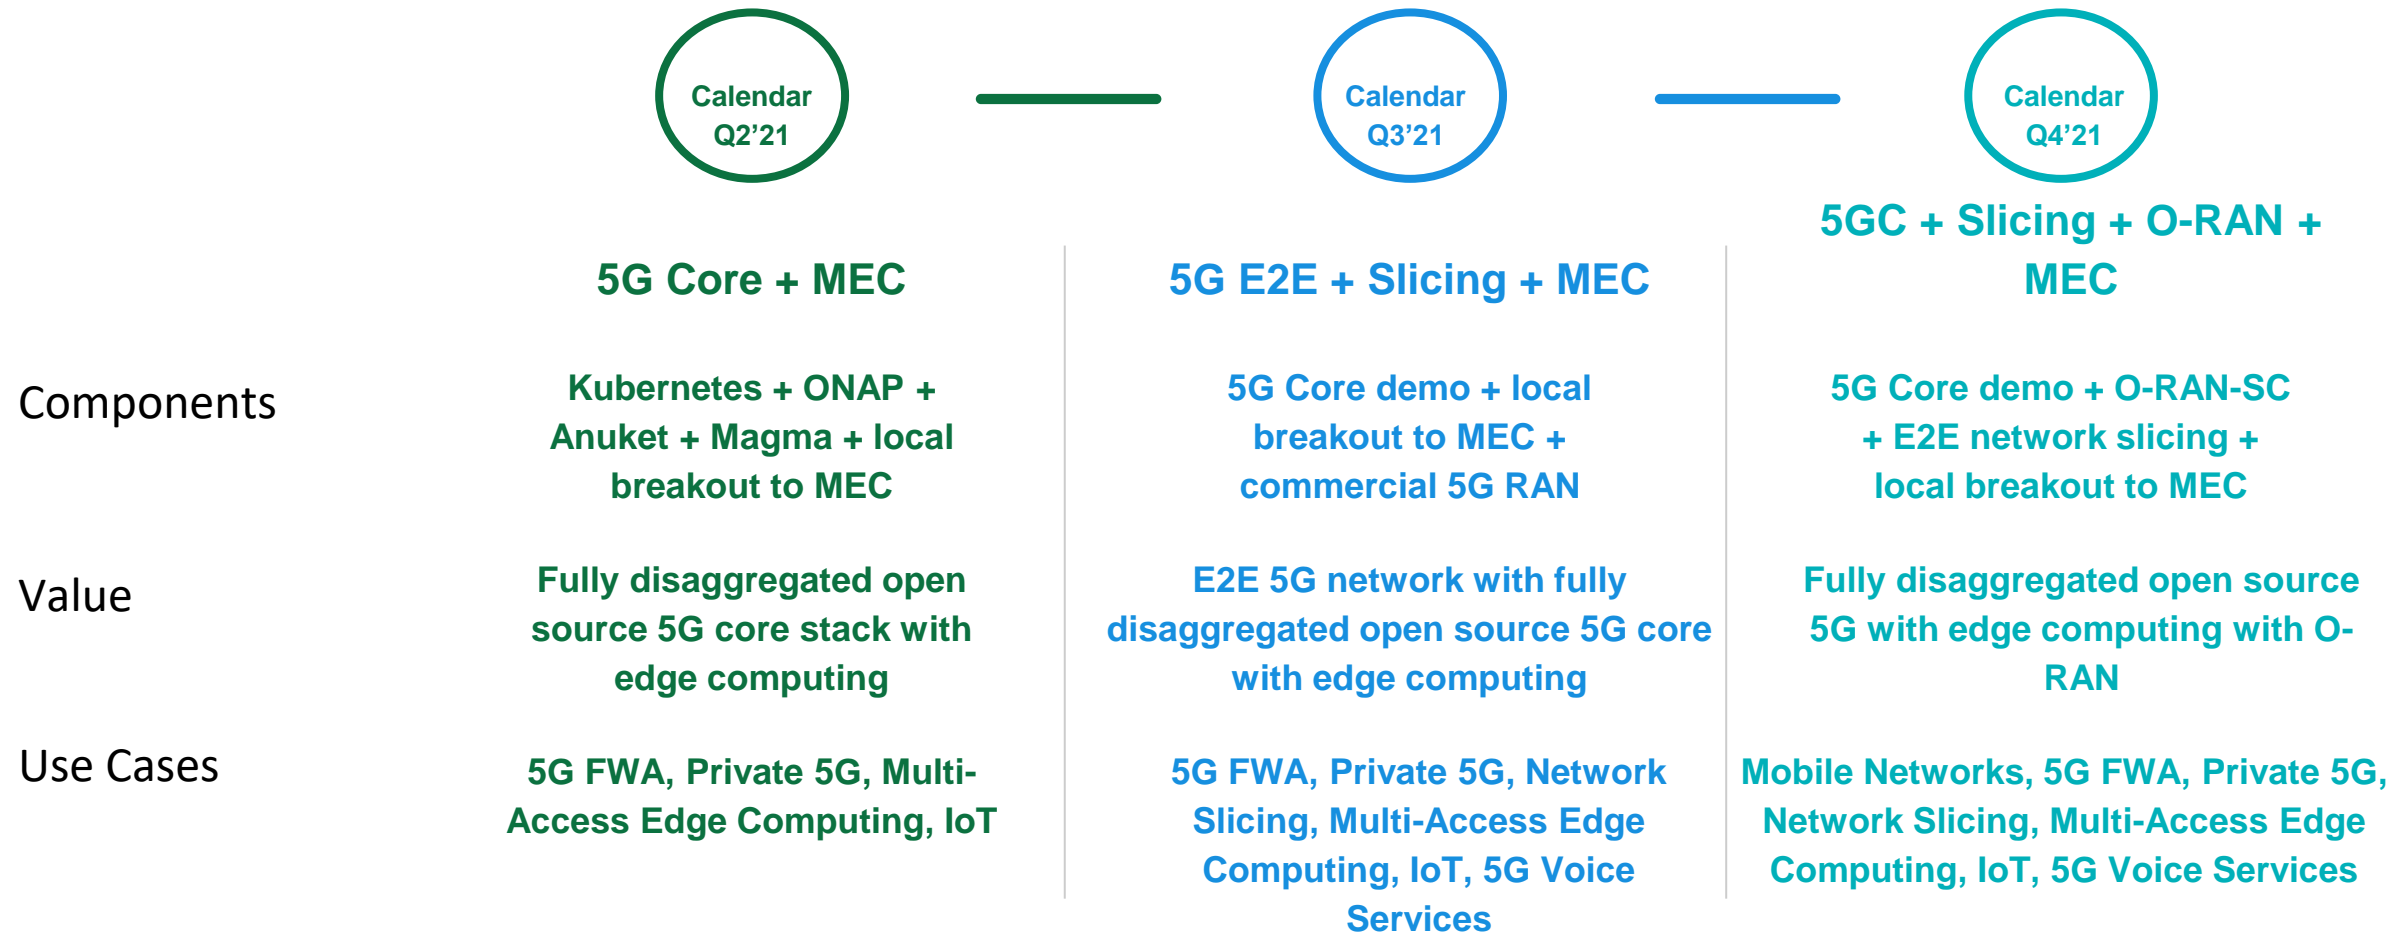 Calendar
Q2’21
Calendar
Q3’21
Calendar
Q4’21
5G Core + MEC
5G E2E + Slicing + MEC
5GC + Slicing + O-RAN +
MEC
Components
Kubernetes + ONAP +
Anuket + Magma + local
breakout to MEC
5G Core demo + local
breakout to MEC +
commercial 5G RAN
5G Core demo + O-RAN-SC
+ E2E network slicing +
local breakout to MEC
Value
Fully disaggregated open
source 5G core stack with
edge computing
E2E 5G network with fully
disaggregated open source 5G core
with edge computing
Fully disaggregated open source
5G with edge computing with O-
RAN
Use Cases
5G FWA, Private 5G, Multi-
Access Edge Computing, IoT
5G FWA, Private 5G, Network
Slicing, Multi-Access Edge
Computing, IoT, 5G Voice
Services
Mobile Networks, 5G FWA, Private 5G,
Network Slicing, Multi-Access Edge
Computing, IoT, 5G Voice Services